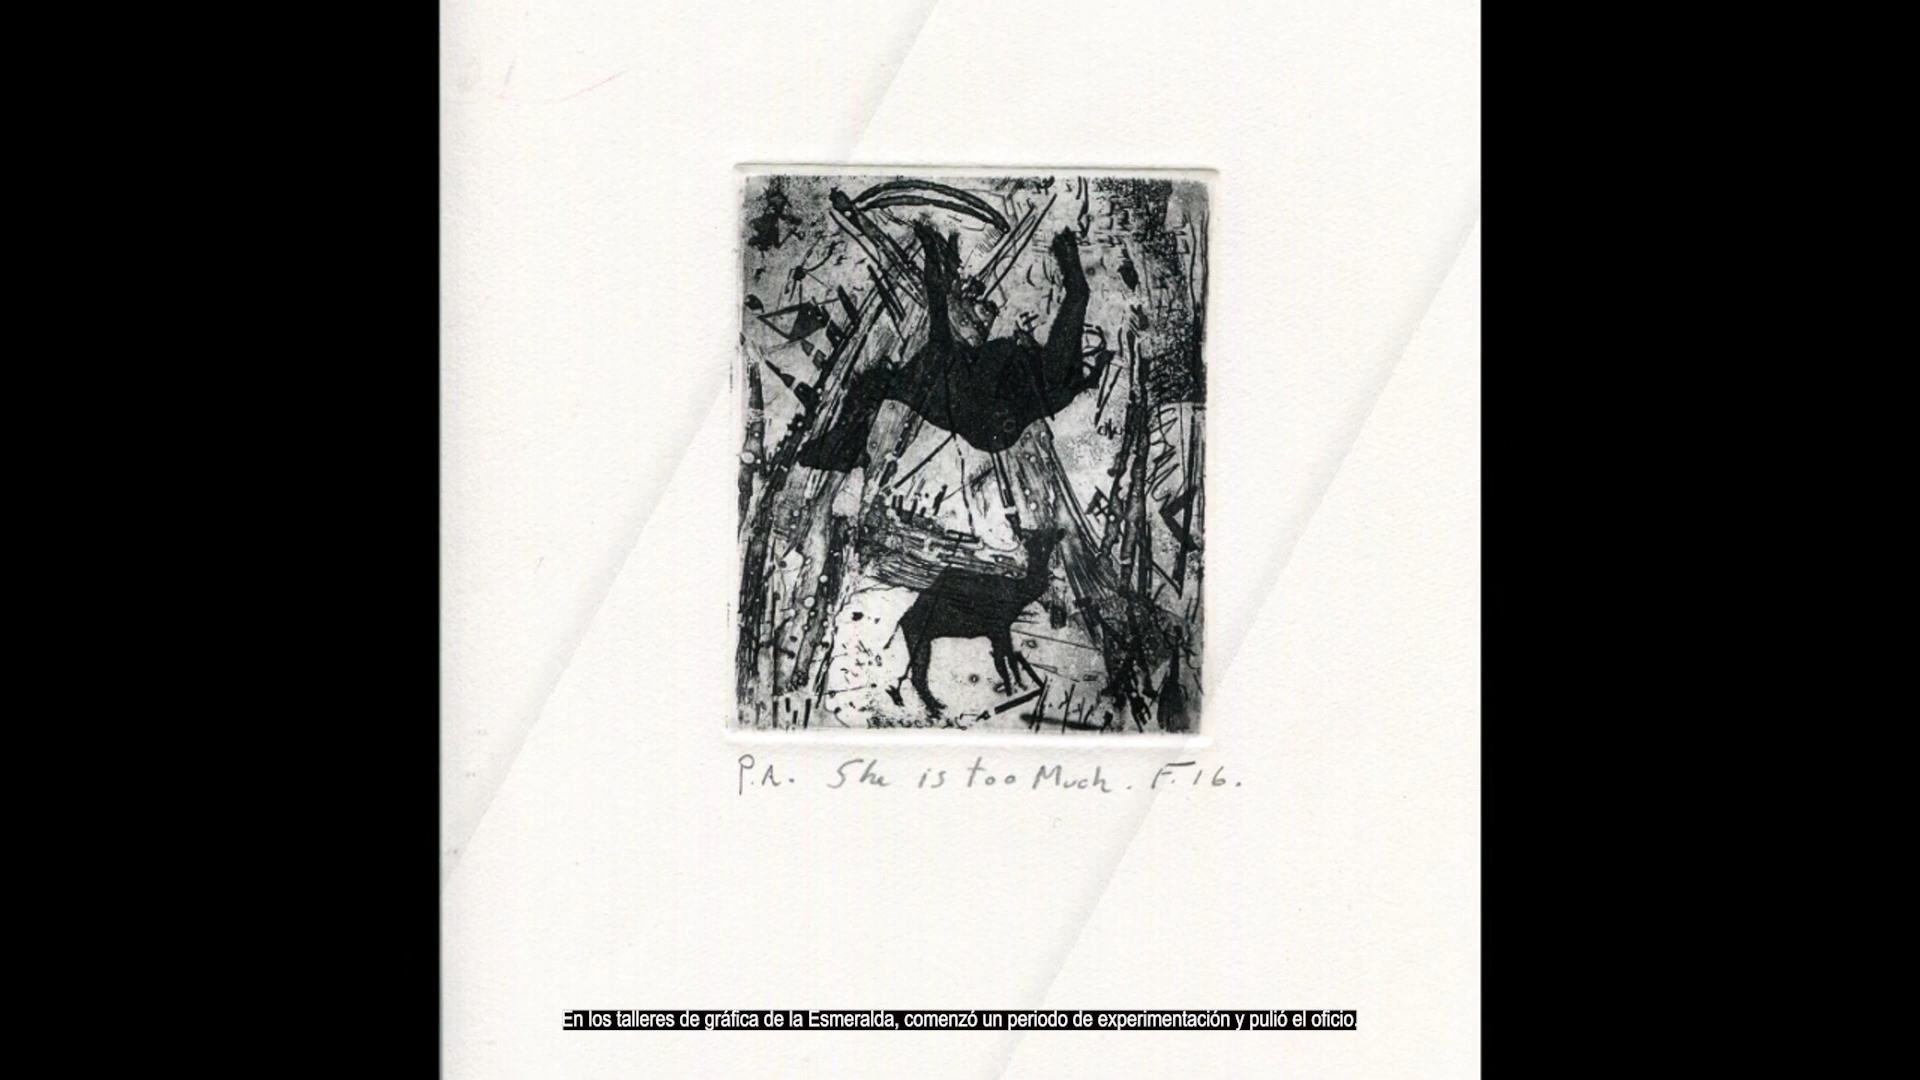 P.A. She is too Much. F. 16.
En los talleres de gráfica de la Esmeralda, comenzó un periodo de experimentación y pulió el oficio.